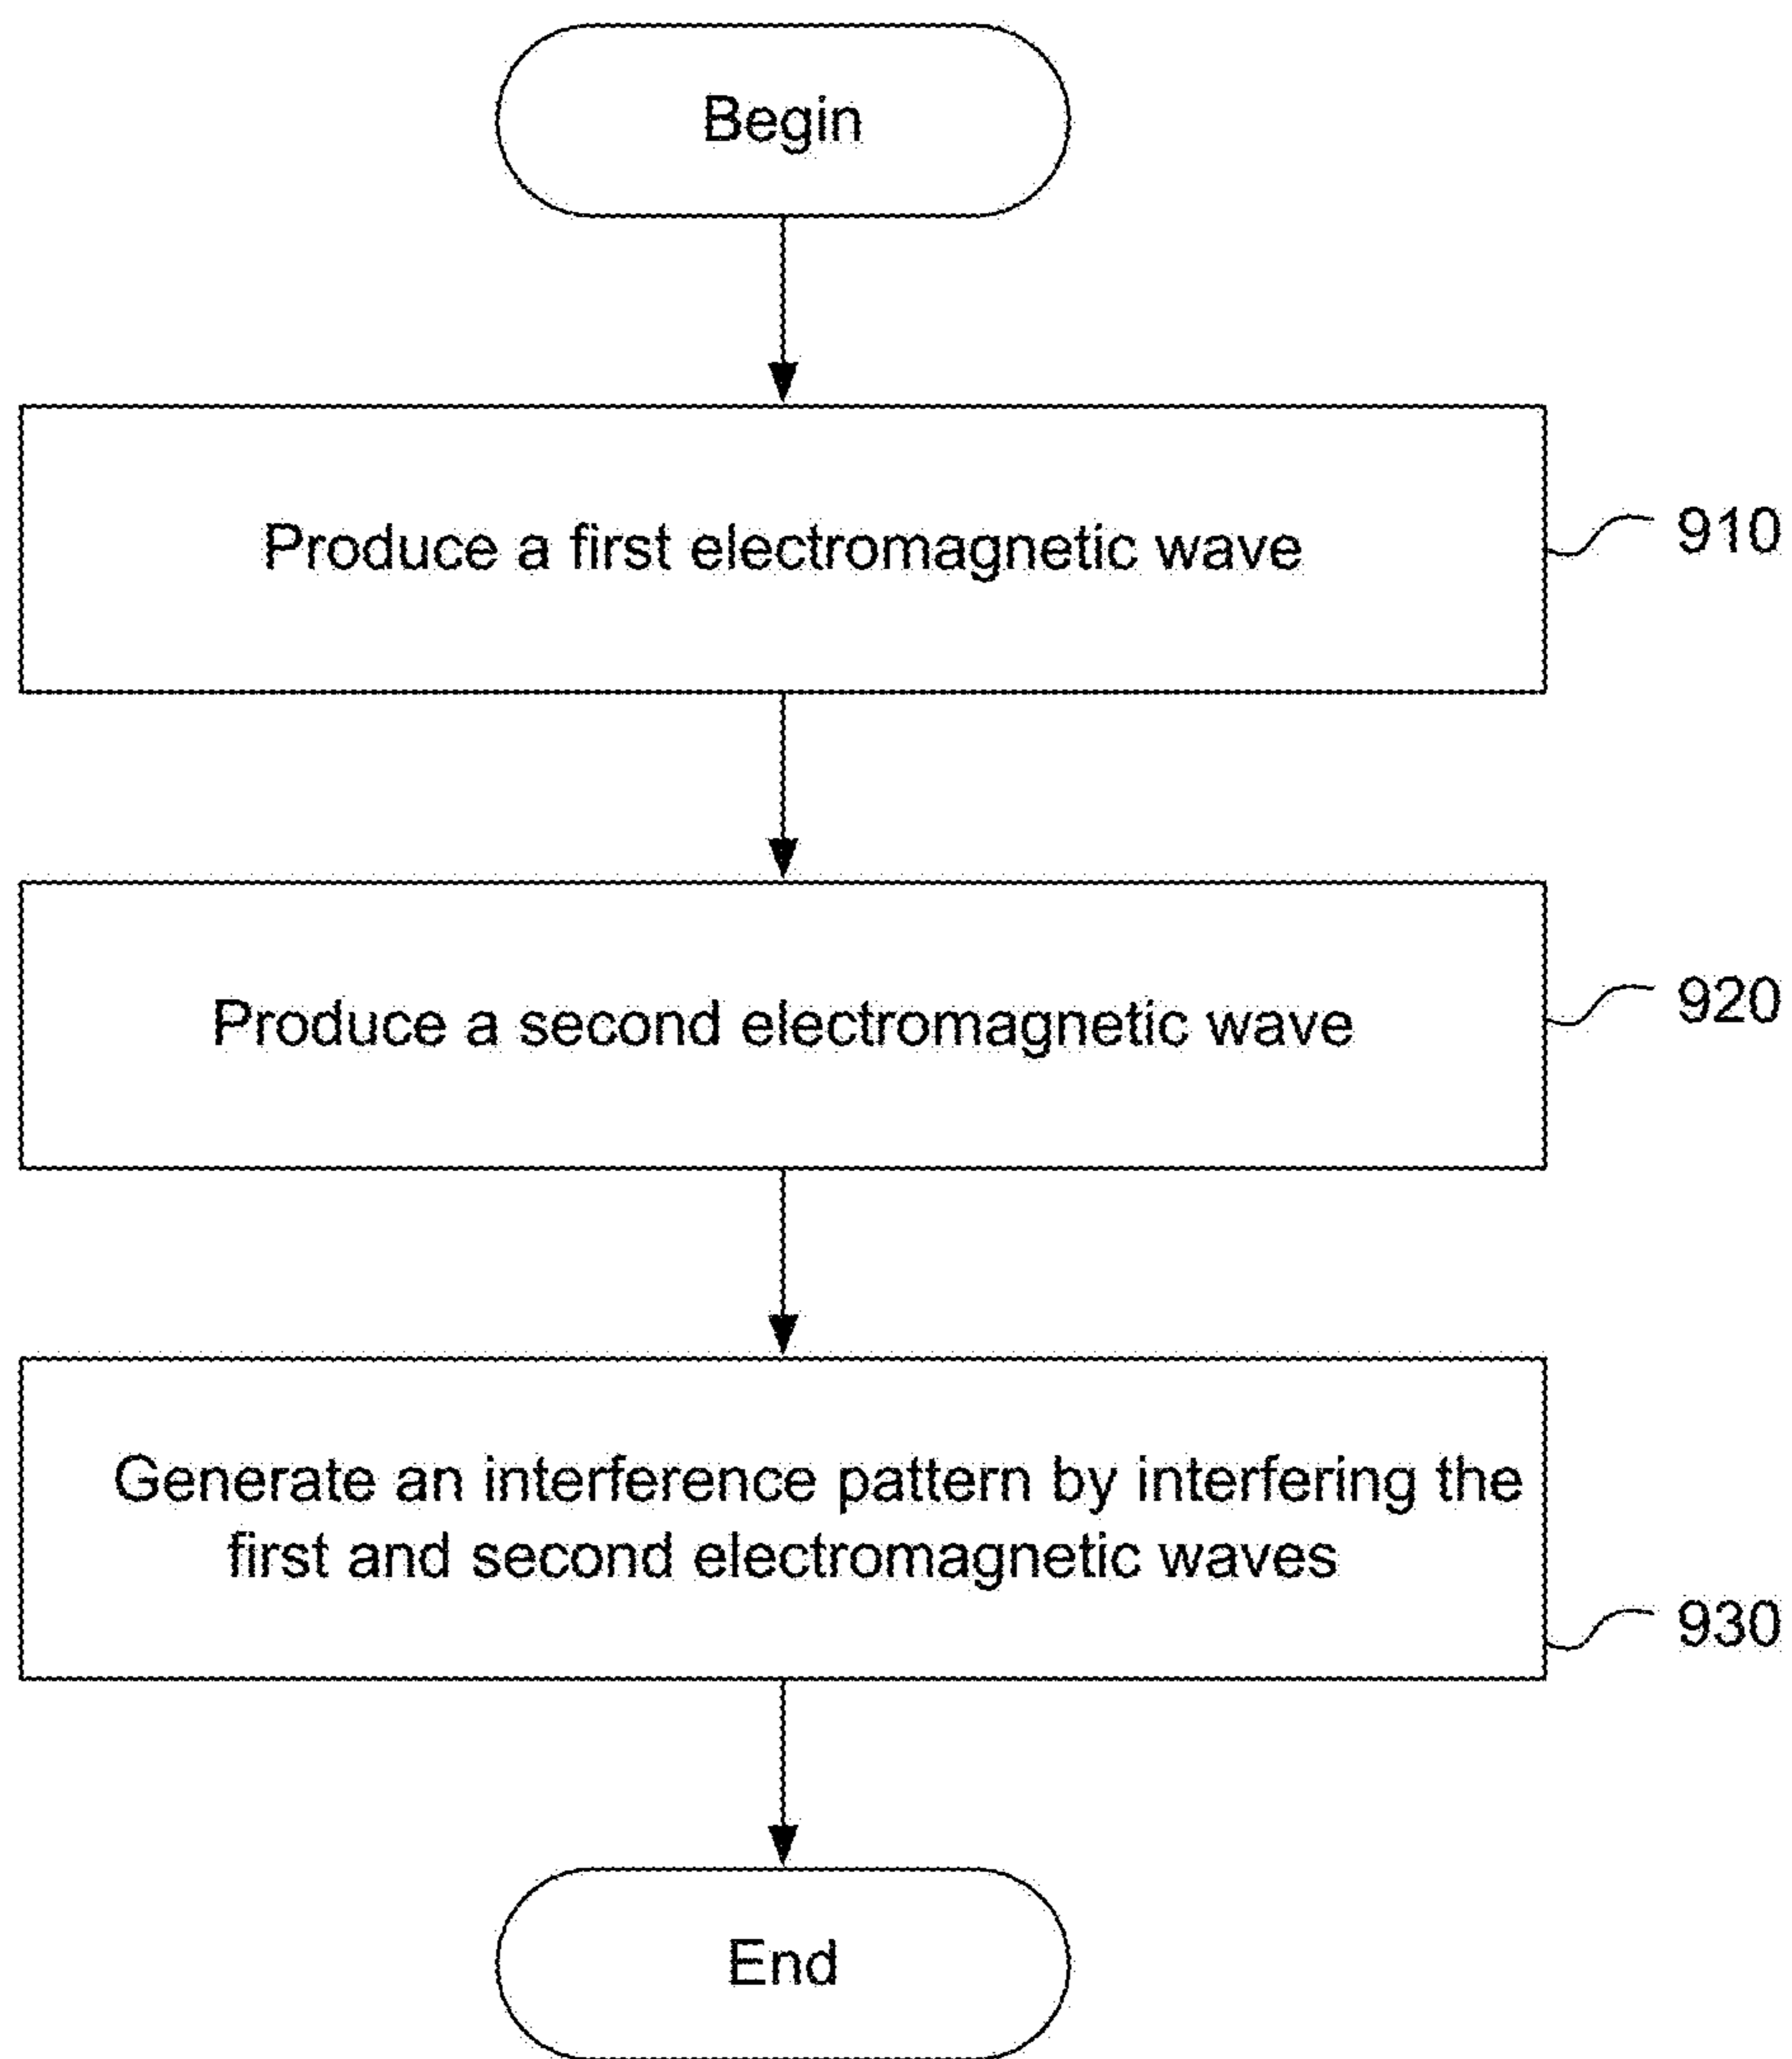 Begin
Produce a first electromagnetic wave
910
Produce a second electromagnetic wave
920
Generate an interference pattern by interfering the
first and second electromagnetic waves
930
End